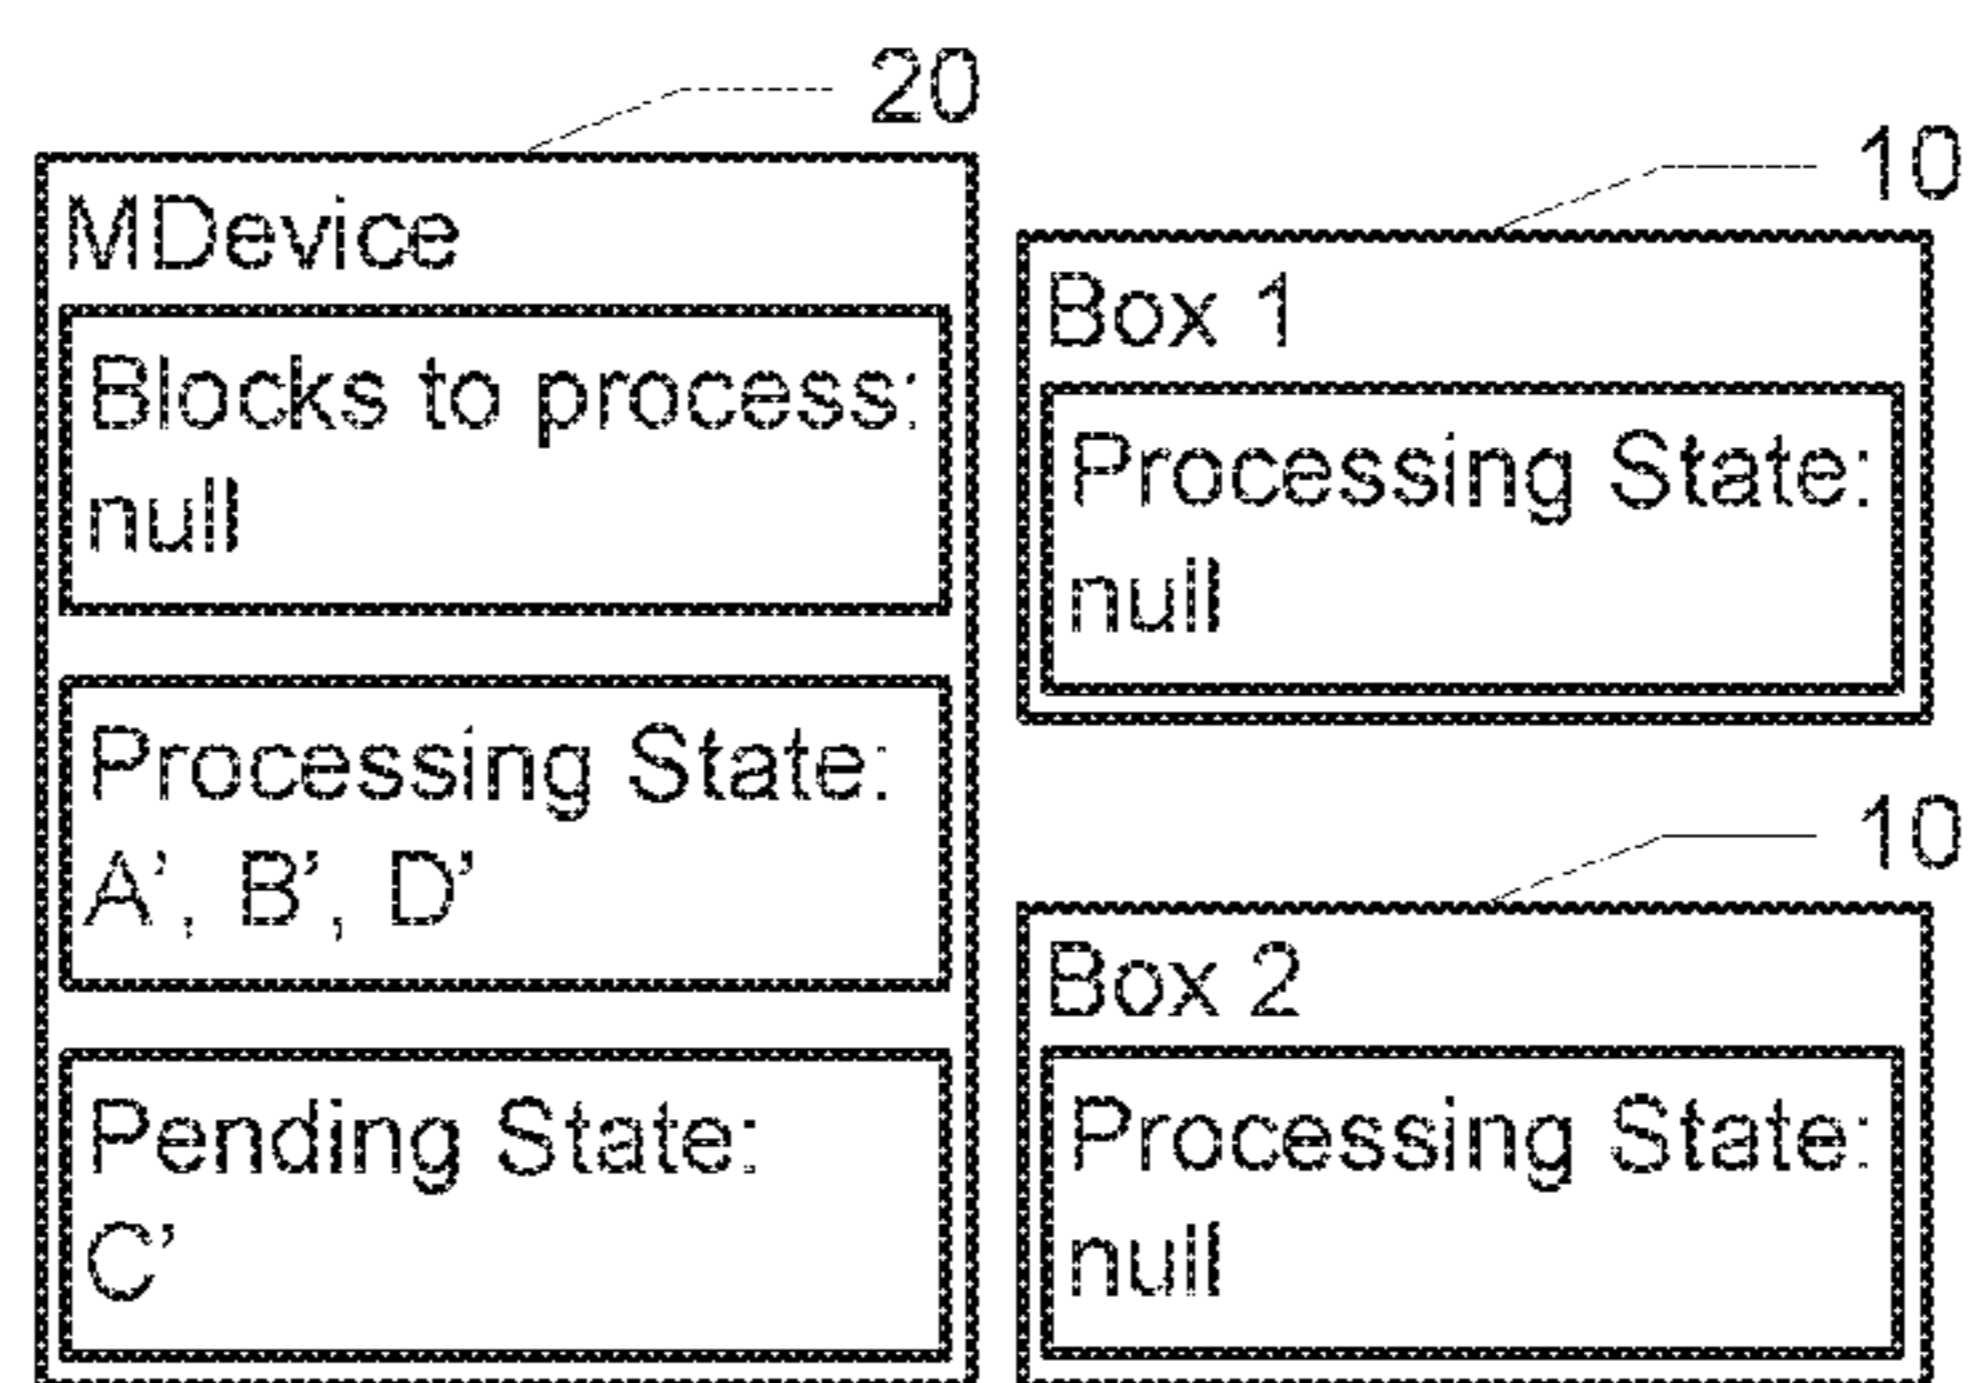 20
MDevice
Blocks to process:
null
Processing State:
A’, B’, D’
Pending State:
C’
10
Box 1
Processing State:
null
10
Box 2
Processing State:
null